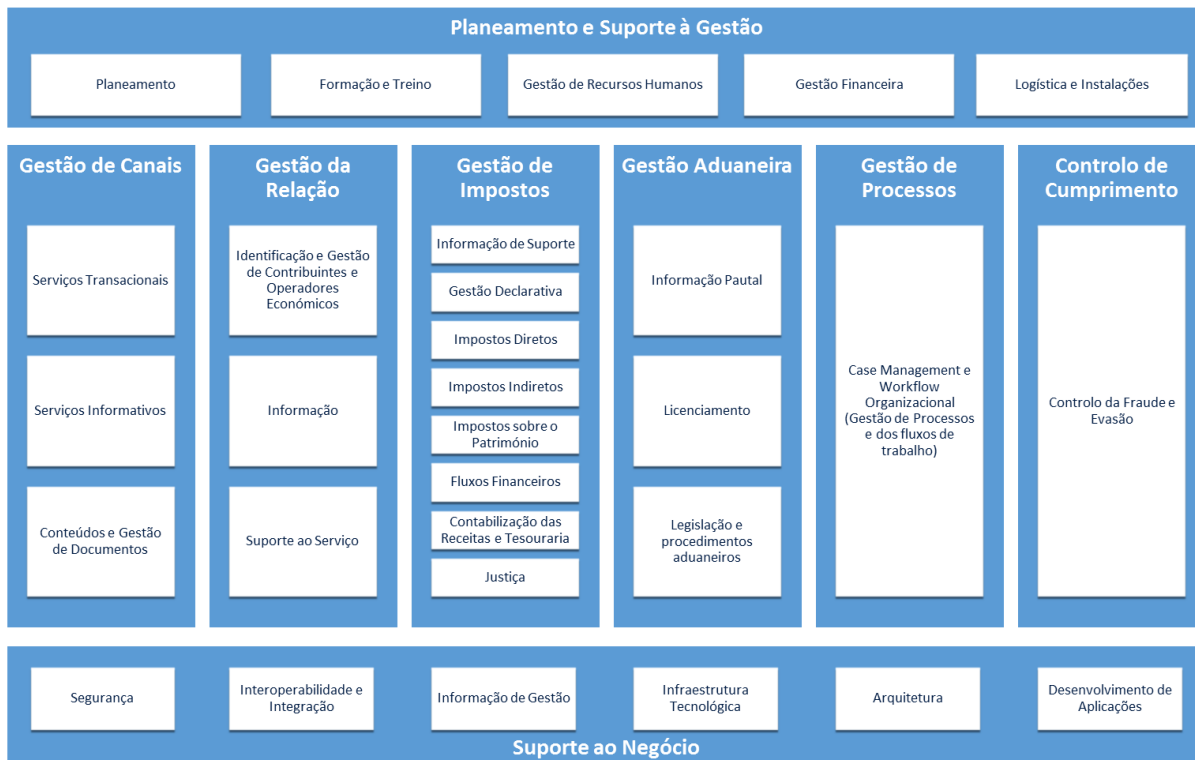 Planeamento e Suporte à Gestão
Planeamento
Formação e Treino
Gestão de Recursos Humanos
Gestão Financeira
Logística e Instalações
Gestão de Canais
Serviços Transacionais
Serviços Informativos
Conteúdos e Gestão
de Documentos
Gestão da
Relação
Identificação e Gestão
de Contribuintes e
Operadores
Económicos
Informação
Suporte ao Serviço
Gestão de
Impostos
Informação de Suporte
Gestão Declarativa
Impostos Diretos
Impostos Indiretos
Impostos sobre o
Património
Fluxos Financeiros
Contabilização das
Receitas e Tesouraria
Justiça
Gestão Aduaneira
Informação Pautal
Licenciamento
Legislação e
procedimentos
aduaneiros
Gestão de
Processos
Case Management e
Workflow
Organizacional
(Gestão de Processos
e dos fluxos de
trabalho)
Controlo de
Cumprimento
Controlo da Fraude e
Evasão
Segurança
Interoperabilidade e
Integração
Informação de Gestão
Infraestrutura
Tecnológica
Arquitetura
Desenvolvimento de
Aplicações
Suporte ao Negócio